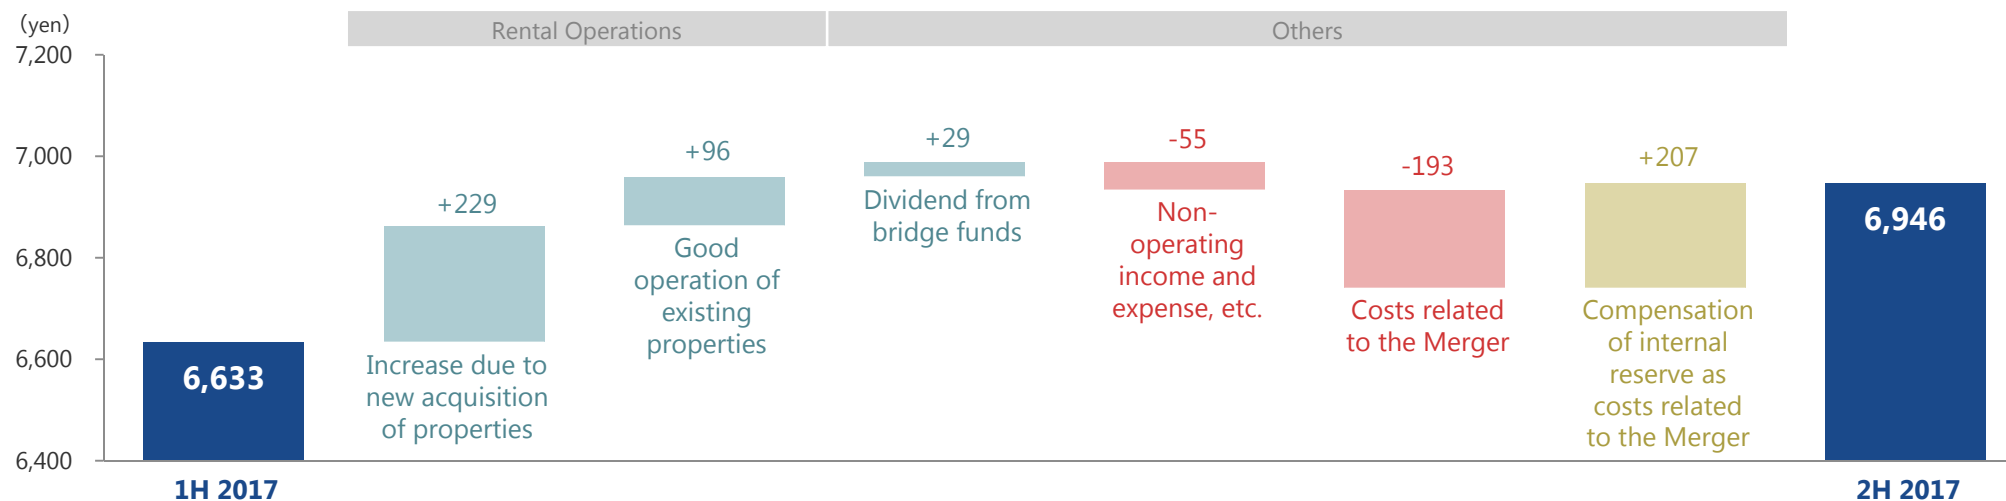 (yen)
Rental Operations
Others
7,200
7,000
6,800
6,600
6,400
6,633
1H 2017
+229
Increase due to
new acquisition
of properties
+96
Good
operation of
existing
properties
+29
Dividend from
bridge funds
-55
Non-
operating
income and
expense, etc.
-193
Costs related
to the Merger
+207
Compensation
of internal
reserve as
costs related
to the Merger
6,946
2H 2017